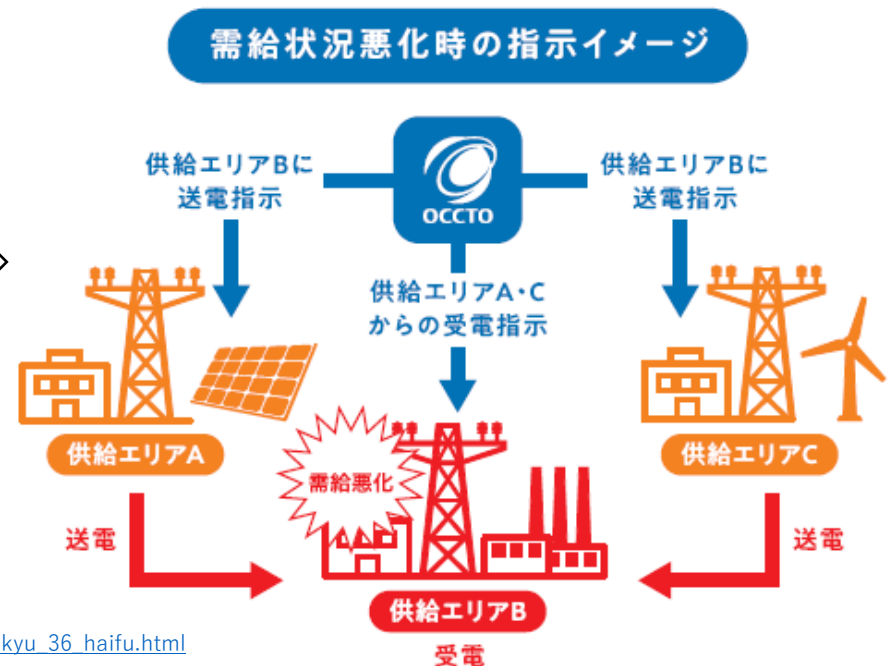 需給状況悪化時の指示イメージ
供給エリアBに
送電指示
OCCTO
供給エリアBに
送電指示
供給エリアA・C
からの受電指示
供給エリアA
需給悪化
供給エリアC
送電
送電
供給エリアB
受電
kyu_36_haifu.html